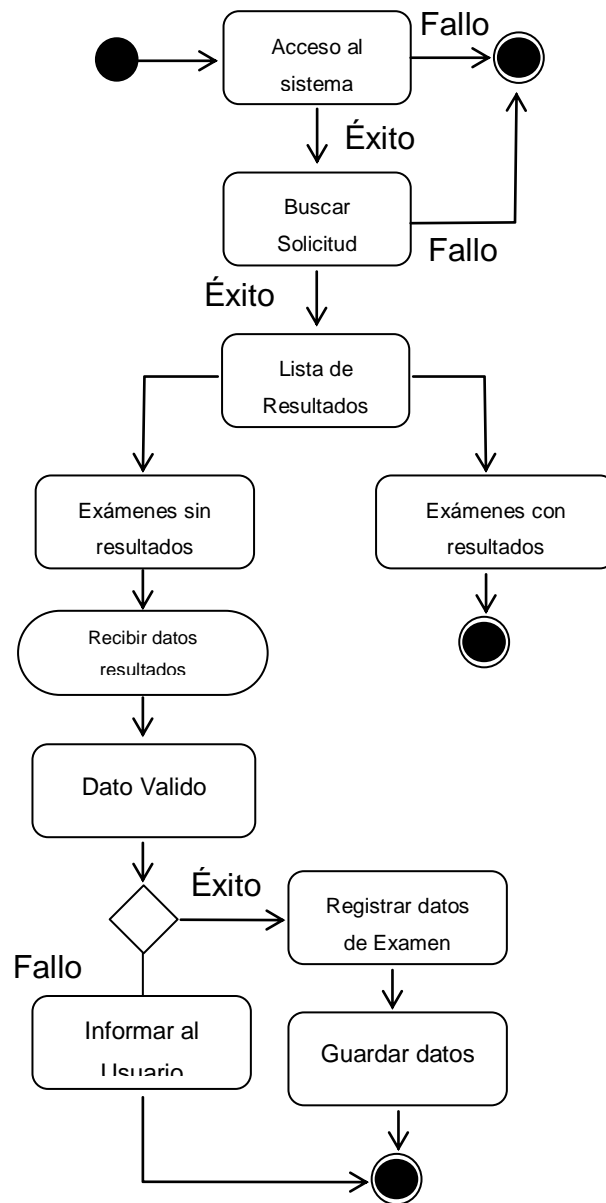 Acceso al
sistema
Fallo
Éxito
Buscar
Solicitud
Fallo
Éxito
Lista de
Resultados
Exámenes sin
resultados
Exámenes con
resultados
Recibir datos
resultados
Dato Valido
Éxito
Registrar datos
de Examen
Fallo
Informar al
Usuario
Guardar datos